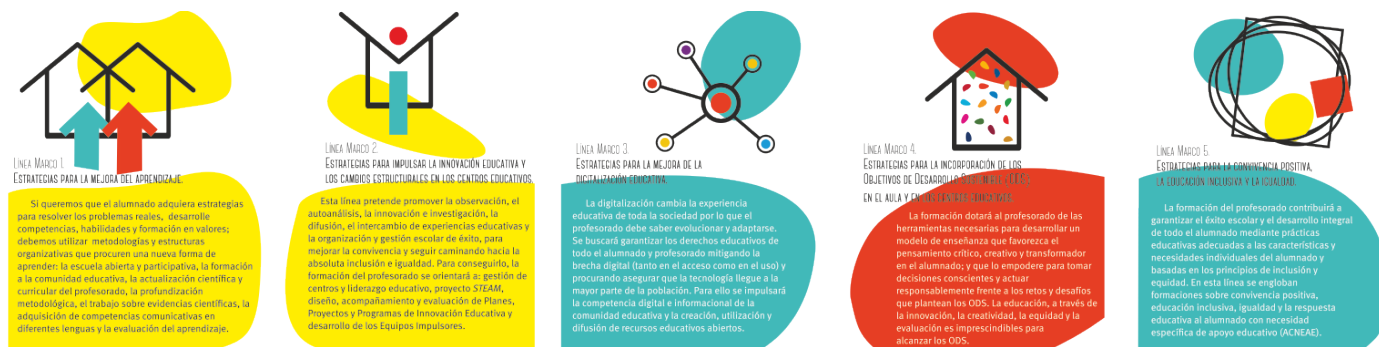 Línea Marco 1.
Estrategias para la mejora del aprendizaje.
Si queremos que el alumnado adquiera estrategias
para resolver los problemas reales, desarrolle
competencias, habilidades y formación en valores;
debemos utilizar metodologías y estructuras
organizativas que procuren una nueva forma de
aprender: la escuela abierta y participativa, la formación
a la comunidad educativa, la actualización científica y
curricular del profesorado, la profundización
metodológica, el trabajo sobre evidencias científicas, la
adquisición de competencias comunicativas en
diferentes lenguas y la evaluación del aprendizaje.
Línea Marco 2.
Estrategias para impulsar la innovación educativa y
los cambios estructurales en los centros educativos.
Esta línea pretende promover la observación, el
autoanálisis, la innovación e investigación, la
difusión, el intercambio de experiencias educativas y
la organización y gestión escolar de éxito, para
mejorar la convivencia y seguir caminando hacia la
absoluta inclusión e igualdad. Para conseguirlo, la
formación del profesorado se orientará a: gestión de
centros y liderazgo educativo, proyecto STEAM,
diseño, acompañamiento y evaluación de Planes,
Proyectos y Programas de Innovación Educativa y
desarrollo de los Equipos Impulsores.
Línea Marco 3.
Estrategias para la mejora de la
digitalización educativa.
La digitalización cambia la experiencia
educativa de toda la sociedad por lo que el
profesorado debe saber evolucionar y adaptarse.
Se buscará garantizar los derechos educativos de
todo el alumnado y profesorado mitigando la
brecha digital (tanto en el acceso como en el uso) y
procurando asegurar que la tecnología llegue a la
mayor parte de la población. Para ello se impulsará
la competencia digital e informacional de la
comunidad educativa y la creación, utilización y
difusión de recursos educativos abiertos.
Línea Marco 4.
Estrategias para la incorporación de los
Objetivos de Desarrollo Sostenible (ODS)
en el aula y en
La formación dotará al profesorado de las
herramientas necesarias para desarrollar un
modelo de enseñanza que favorezca el
pensamiento crítico, creativo y transformador
en el alumnado; y que lo empodere para tomar
decisiones conscientes y actuar
responsablemente frente a los retos y desafíos
que plantean los ODS. La educación, a través de
la innovación, la creatividad, la equidad y la
evaluación es imprescindibles para
alcanzar los ODS.
Línea Marco 5.
Estrategias para la convivencia positiva,
la educación inclusiva y la igualdad.
La formación del profesorado contribuirá a
garantizar el éxito escolar y el desarrollo integral
de todo el alumnado mediante prácticas
educativas adecuadas a las características y
necesidades individuales del alumnado y
basadas en los principios de inclusión y
equidad. En esta línea se engloban
formaciones sobre convivencia positiva,
educación inclusiva, igualdad y la respuesta
educativa al alumnado con necesidad
específica de apoyo educativo (ACNEAE).